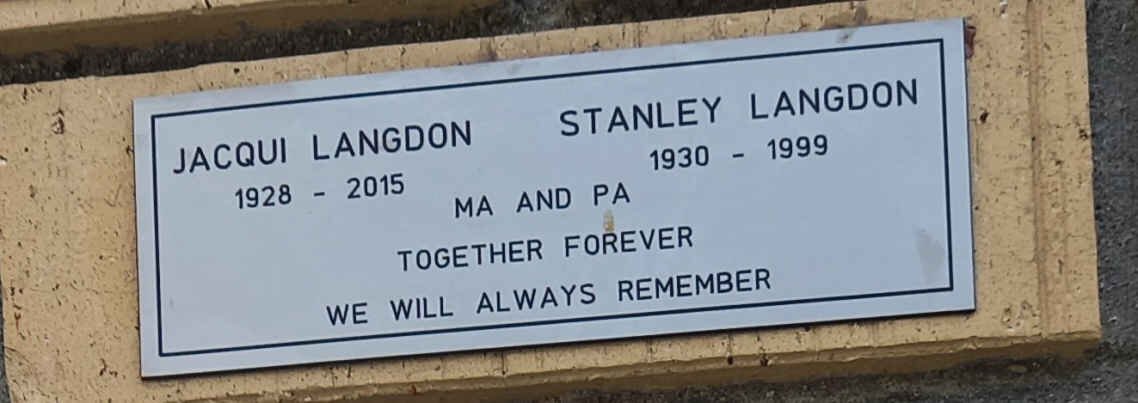 JACQUI LANGDON STANLEY LANGDON
1928 - 2015 1930 - 1999
MA AND PA
TOGETHER FOREVER
WE WILL ALWAYS REMEMBER